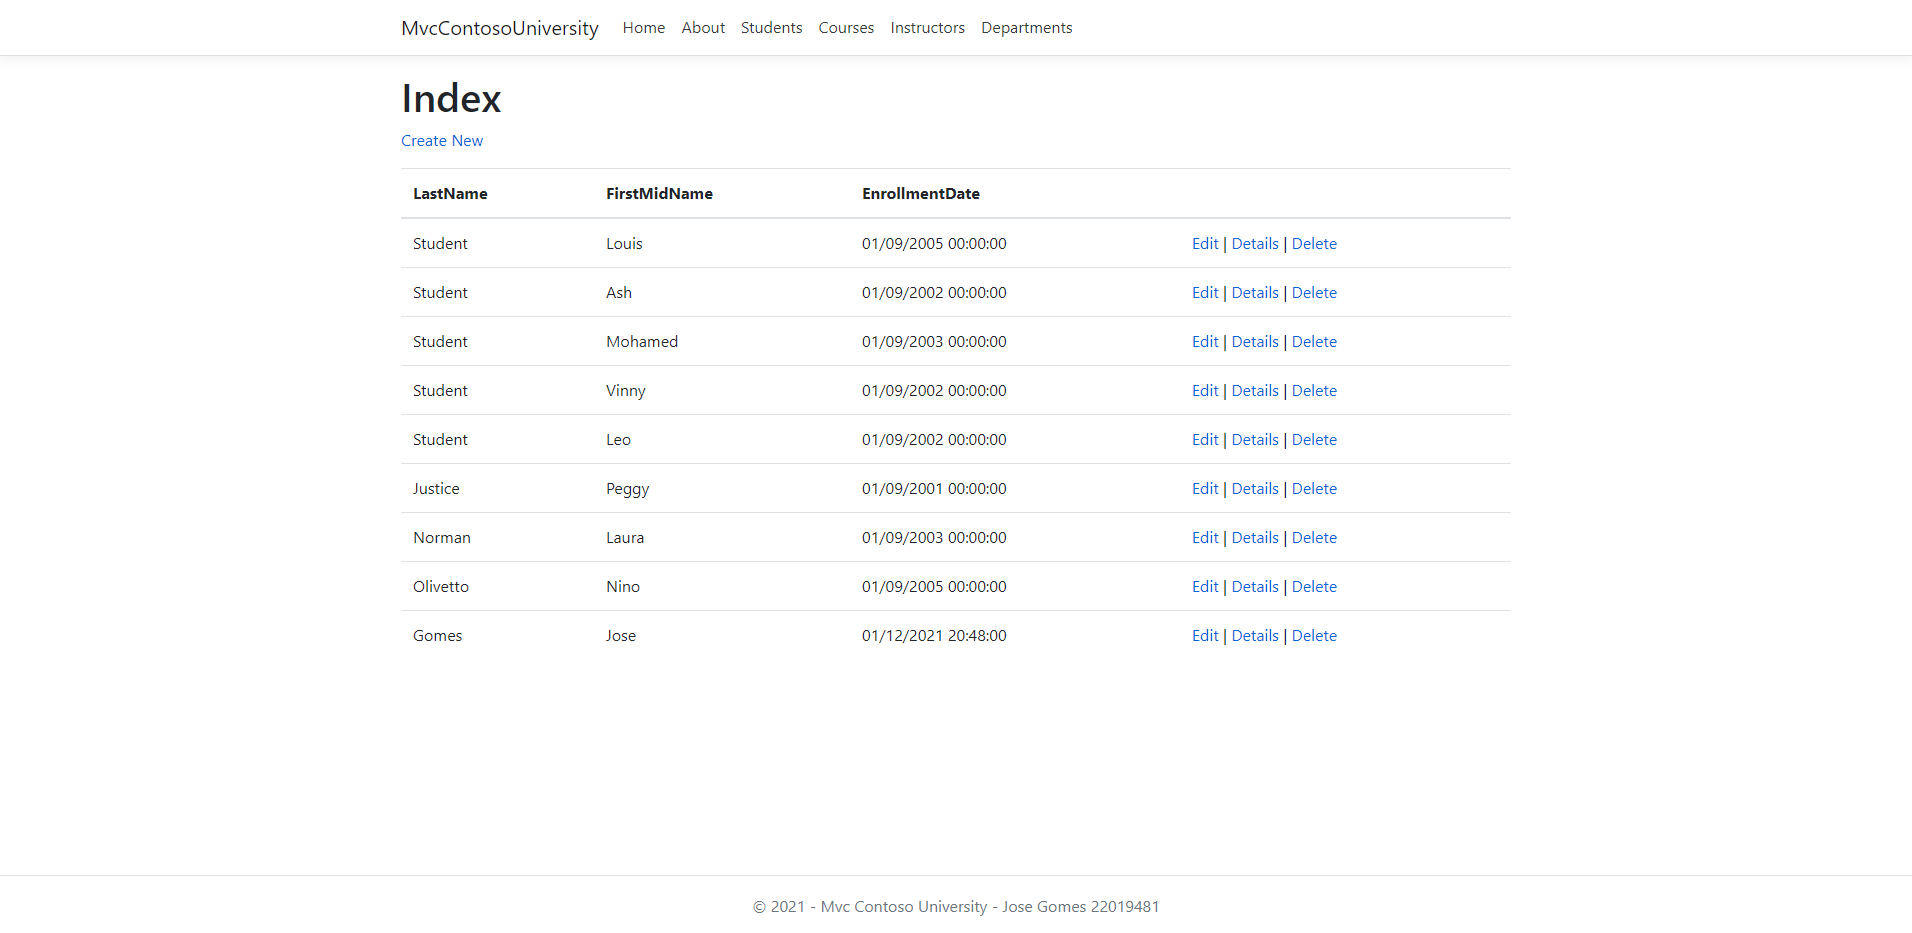 MvcContosoUniversity Home About Students Courses Instructors Departments
Index
Create New
LastName FirstMidName EnrollmentDate
Student Louis 01/09/2005 00:00:00 Edit | Details | Delete
Student Ash 01/09/2002 00:00:00 Edit | Details | Delete
Student Mohamed 01/09/2003 00:00:00 Edit | Details | Delete
Student Vinny 01/09/2002 00:00:00 Edit | Details | Delete
Student Leo 01/09/2002 00:00:00 Edit | Details | Delete
Justice Peggy 01/09/2001 00:00:00 Edit | Details | Delete
Norman Laura 01/09/2003 00:00:00 Edit | Details | Delete
Olivetto Nino 01/09/2005 00:00:00 Edit | Details | Delete
Gomes Jose 01/12/2021 20:48:00 Edit | Details | Delete
© 2021 - Mvc Contoso University - Jose Gomes 22019481